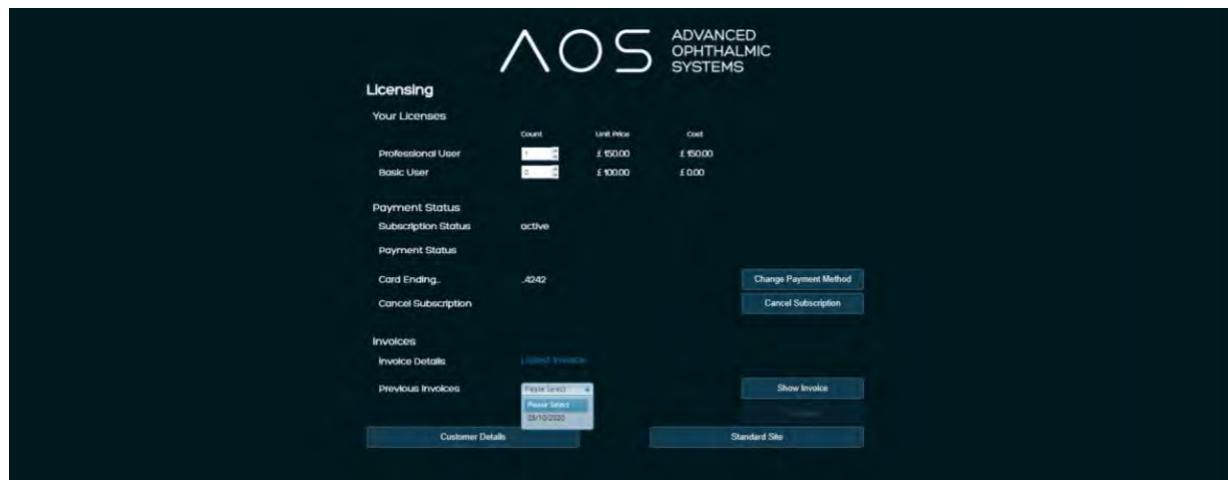 AOS ADVANCED
OPHTHALMIC
SYSTEMS
Licensing
Your Licenses
Count Unit Price Cost
Professional User 1 £ 150.00 £ 150.00
Basic User 0 £ 100.00 £ 0.00
Payment Status
Subscription Status active
Payment Status
Card Ending.. ..4242 Change Payment Method
Cancel Subscription Cancel Subscription
Invoices
Invoice Details Latest Invoice
Previous Invoices Please Select Show Invoice
Please Select
05/10/2020
Customer Details Standard Site